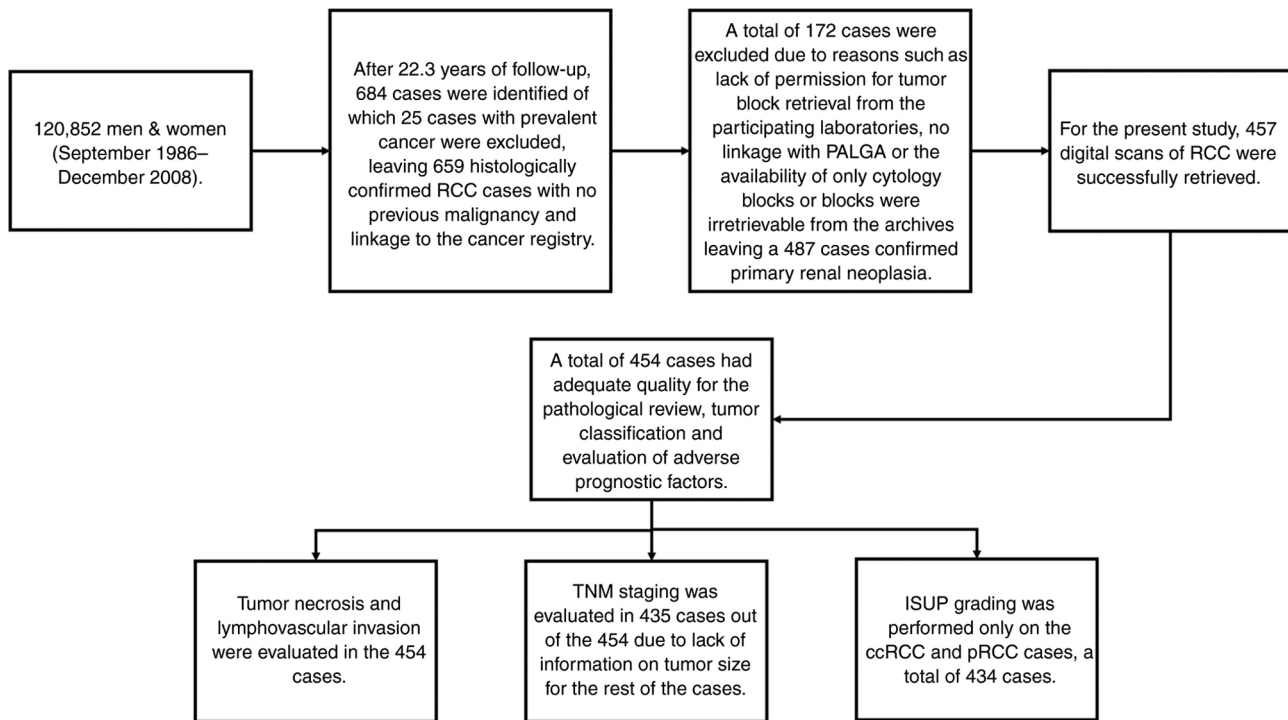 120,852 men & women
(September 1986–
December 2008).
After 22.3 years of follow-up,
684 cases were identified of
which 25 cases with prevalent
cancer were excluded,
leaving 659 histologically
confirmed RCC cases with no
previous malignancy and
linkage to the cancer registry.
A total of 172 cases were
excluded due to reasons such as
lack of permission for tumor
block retrieval from the
participating laboratories, no
linkage with PALGA or the
availability of only cytology
blocks or blocks were
irretrievable from the archives
leaving a 487 cases confirmed
primary renal neoplasia.
For the present study, 457
digital scans of RCC were
successfully retrieved.
A total of 454 cases had
adequate quality for the
pathological review, tumor
classification and
evaluation of adverse
prognostic factors.
Tumor necrosis and
lymphovascular invasion
were evaluated in the 454
cases.
TNM staging was
evaluated in 435 cases out
of the 454 due to lack of
information on tumor size
for the rest of the cases.
ISUP grading was
performed only on the
ccRCC and pRCC cases, a
total of 434 cases.